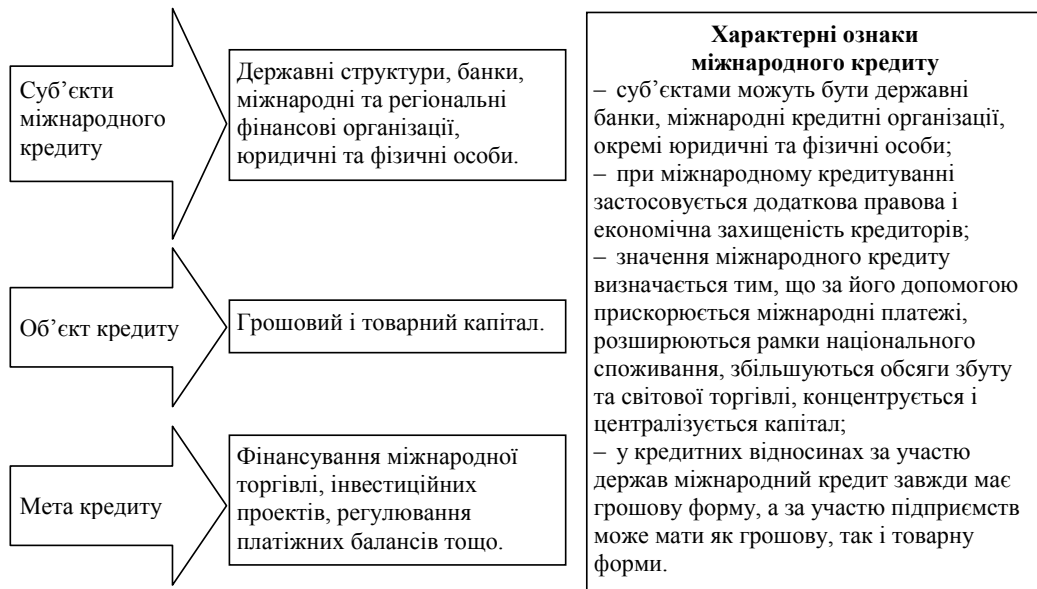 Суб’єкти
міжнародного
кредиту
Державні структури, банки,
міжнародні та регіональні
фінансові організації,
юридичні та фізичні особи.
Об’єкт кредиту
Грошовий і товарний капітал.
Мета кредиту
Фінансування міжнародної
торгівлі, інвестиційних
проектів, регулювання
платіжних балансів тощо.
Характерні ознаки
міжнародного кредиту
– суб’єктами можуть бути державні
банки, міжнародні кредитні організації,
окремі юридичні та фізичні особи;
– при міжнародному кредитуванні
застосовується додаткова правова і
економічна захищеність кредиторів;
– значення міжнародного кредиту
визначається тим, що за його допомогою
прискорюється міжнародні платежі,
розширюються рамки національного
споживання, збільшуються обсяги збуту
та світової торгівлі, концентрується і
централізується капітал;
– у кредитних відносинах за участю
держав міжнародний кредит завжди має
грошову форму, а за участю підприємств
може мати як грошову, так і товарну
форми.